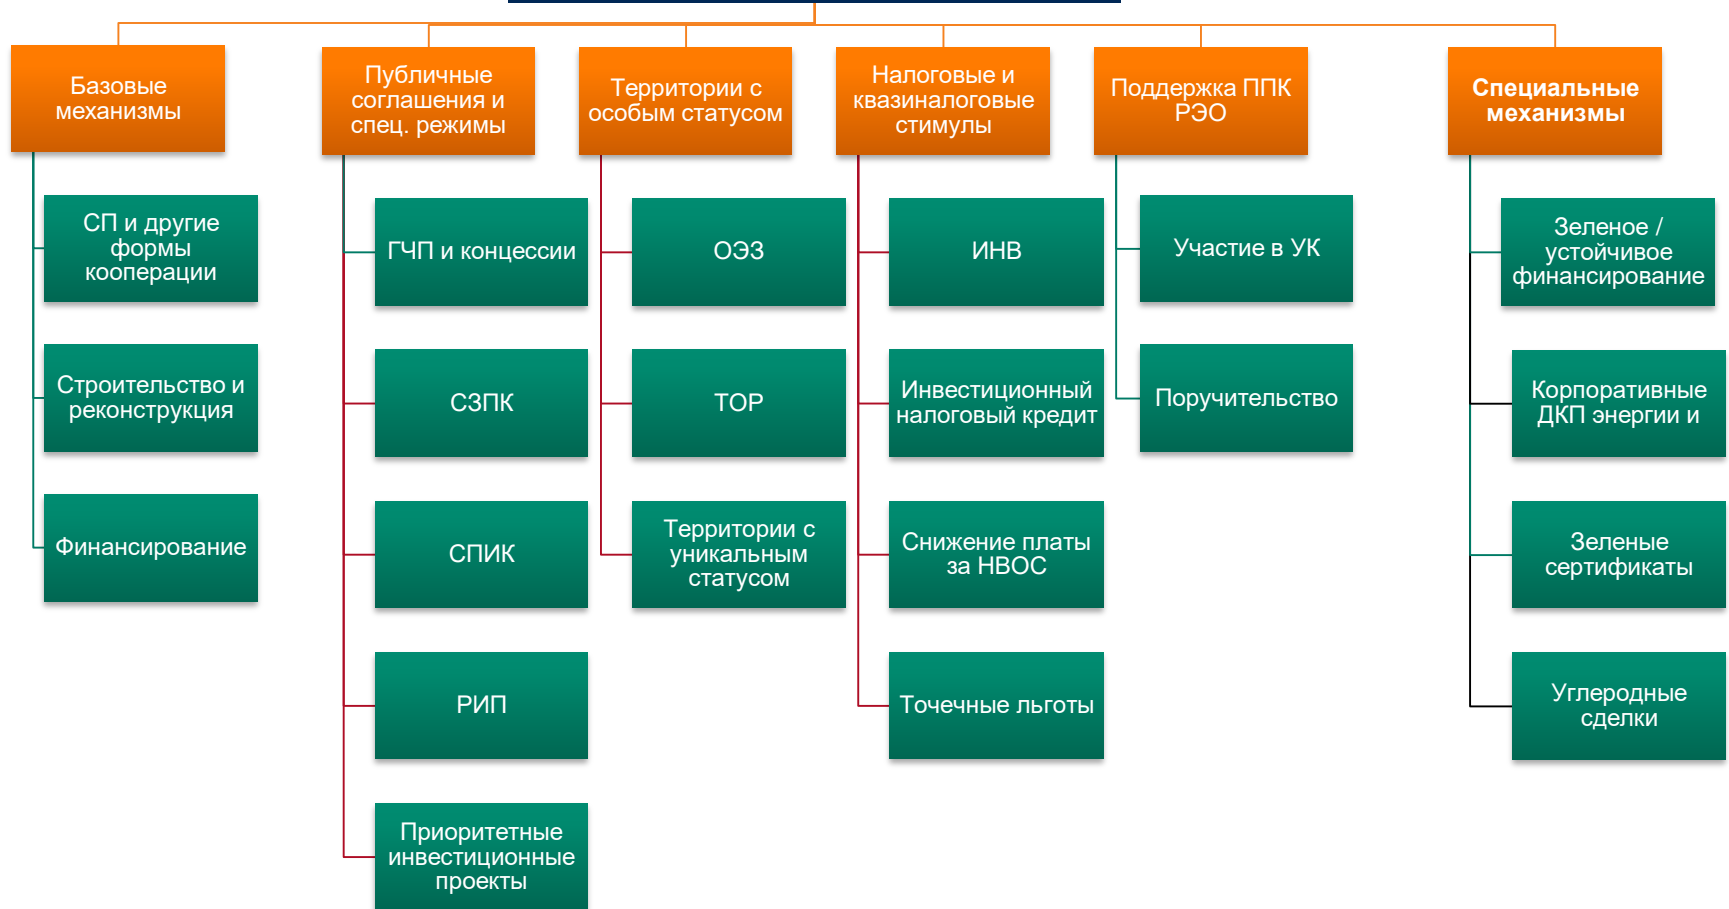 Базовые
механизмы
СП и другие
формы
кооперации
Строительство и
реконструкция
Финансирование
Публичные
соглашения и
спец. режимы
ГЧП и концессии
СЗПК
СПИК
РИП
Приоритетные
инвестиционные
проекты
Территории с
особым статусом
ОЭЗ
ТОР
Территории с
уникальным
статусом
Налоговые и
квазиналоговые
стимулы
ИНВ
Инвестиционный
налоговый кредит
Снижение платы
за НВОС
Точечные льготы
Поддержка ППК
РЭО
Участие в УК
Поручительство
Специальные
механизмы
Зеленое /
устойчивое
финансирование
Корпоративные
ДКП энергии и
Зеленые
сертификаты
Углеродные
сделки